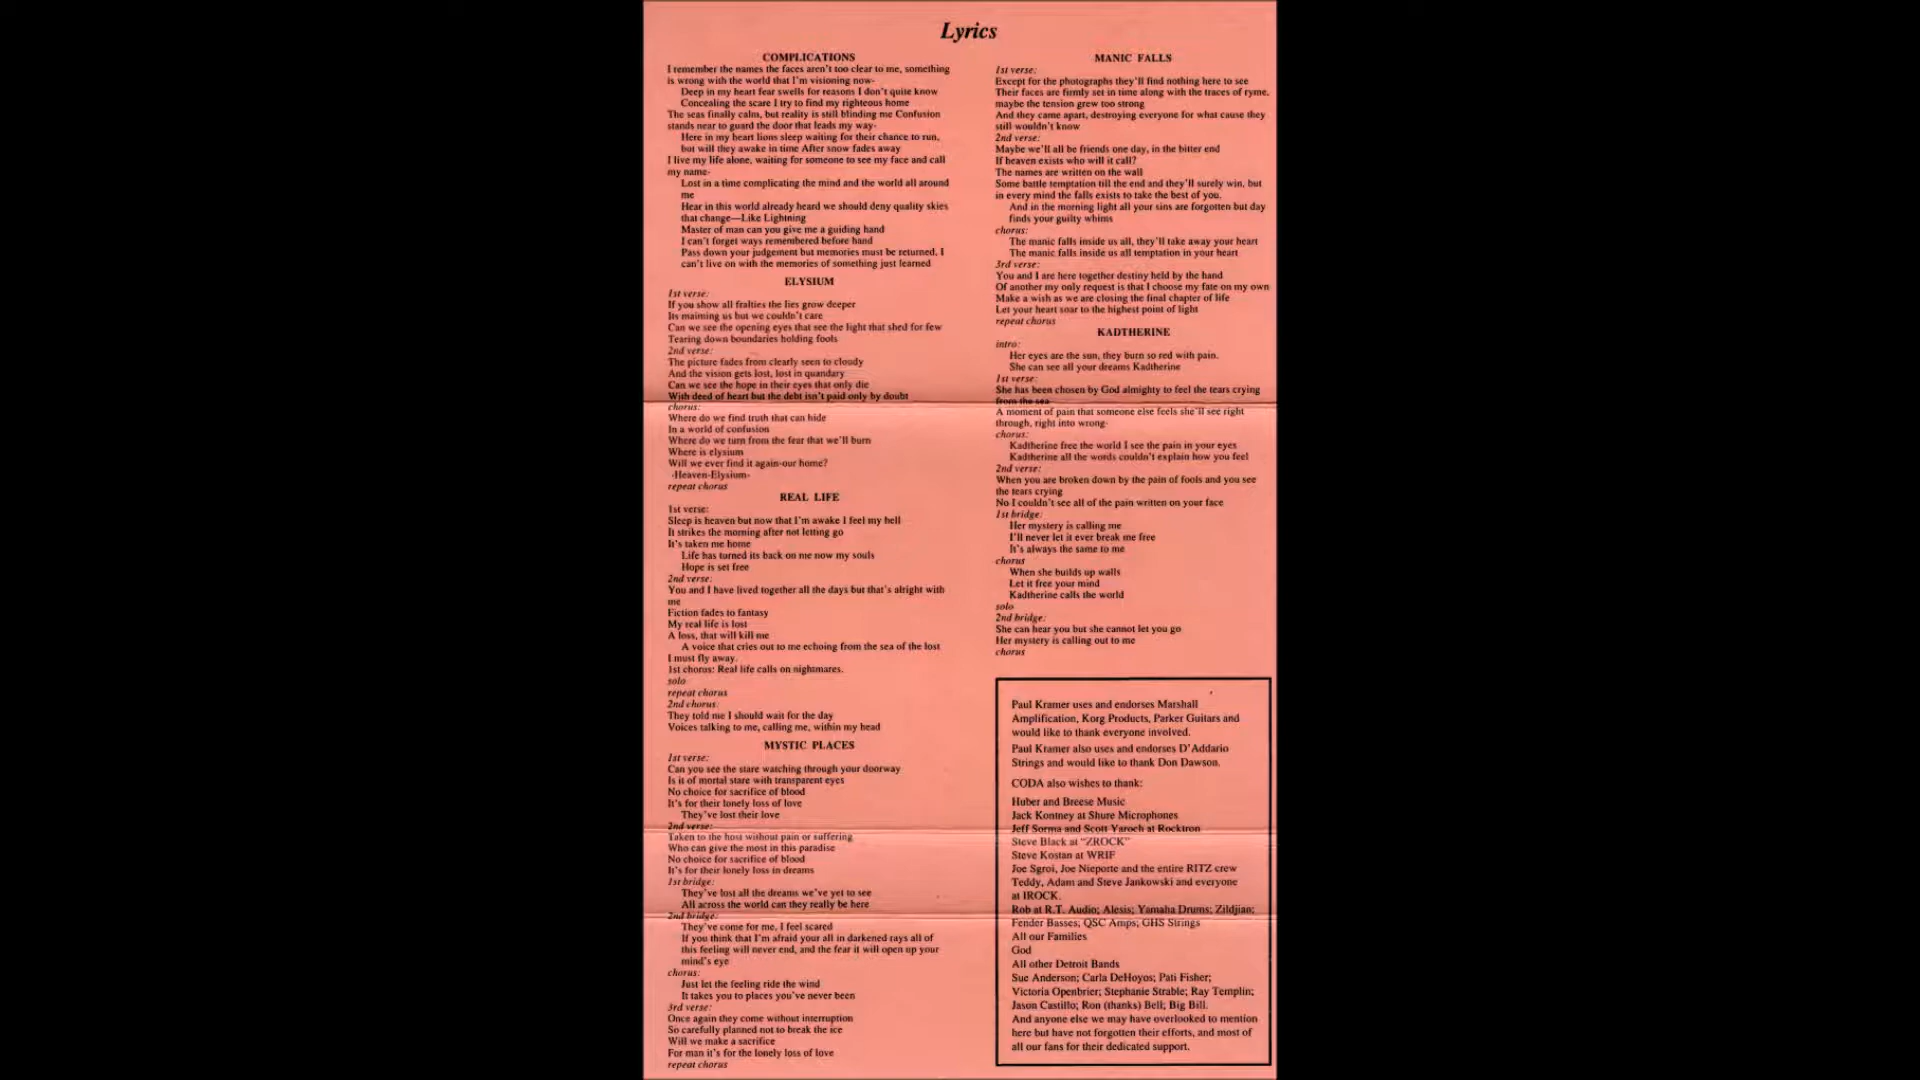 Lyrics
COMPLICATIONS
I remember the names the faces aren't too clear to me, something
is wrong with the world that I'm visioning now-
Deep in my heart fear swells for reasons I don't quite know
Concealing the scare I try to find my righteous home
The seas finally calm, but reality is still blinding me Confusion
stands near to guard the door that leads my way-
Here in my heart lions sleep waiting for their chance to run,
but will they awake in time After snow fades away
I live my life alone, waiting for someone to see my face and call
my name-
Lost in a time complicating the mind and the world all around
me
Hear in this world already heard we should deny quality skies
that change—Like Lightning
Master of man can you give me a guiding hand
I can't forget ways remembered before hand
Pass down your judgement but memories must be returned, I
can't live on with the memories of something just learned
ELYSIUM
1st verse:
If you show all fralties the lies grow deeper
Its maiming us but we couldn't care
Can we see the opening eyes that see the light that shed for few
Tearing down boundaries holding fools
2nd verse:
The picture fades from clearly seen to cloudy
And the vision gets lost, lost in quandary
Can we see the hope in their eyes that only die
With deed of heart but the debt isn't paid only by doubt
chorus:
Where do we find truth that can hide
In a world of confusion
Where do we turn from the fear that we'll burn
Where is elysium
Will we ever find it again-our home?
-Heaven-Elysium-
repeat chorus
REAL LIFE
1st verse:
Sleep is heaven but now that I'm awake I feel my hell
It strikes the morning after not letting go
It's taken me home
Life has turned its back on me now my souls
Hope is set free
2nd verse:
You and I have lived together all the days but that's alright with
me
Fiction fades to fantasy
My real life is lost
A loss, that will kill me
A voice that cries out to me echoing from the sea of the lost
I must fly away.
1st chorus: Real life calls on nightmares.
solo
repeat chorus
2nd chorus:
They told me I should wait for the day
Voices talking to me, calling me, within my head
MYSTIC PLACES
1st verse:
Can you see the stare watching through your doorway
Is it of mortal stare with transparent eyes
No choice for sacrifice of blood
It's for their lonely loss of love
They've lost their love
2nd verse:
Taken to the host without pain or suffering
Who can give the most in this paradise
No choice for sacrifice of blood
It's for their lonely loss in dreams
1st bridge:
They've lost all the dreams we've yet to see
All across the world can they really be here
2nd bridge:
They've come for me, I feel scared
If you think that I'm afraid your all in darkened rays all of
this feeling will never end, and the fear it will open up your
mind's eye
chorus:
Just let the feeling ride the wind
It takes you to places you've never been
3rd verse:
Once again they come without interruption
So carefully planned not to break the ice
Will we make a sacrifice
For man it's for the lonely loss of love
repeat chorus
MANIC FALLS
1st verse:
Except for the photographs they'll find nothing here to see
Their faces are firmly set in time along with the traces of ryme,
maybe the tension grew too strong
And they came apart, destroying everyone for what cause they
still wouldn't know
2nd verse:
Maybe we'll all be friends one day, in the bitter end
If heaven exists who will it call?
The names are written on the wall
Some battle temptation till the end and they'll surely win, but
in every mind the falls exists to take the best of you.
And in the morning light all your sins are forgotten but day
finds your guilty whims
chorus:
The manic falls inside us all, they'll take away your heart
The manic falls inside us all temptation in your heart
3rd verse:
You and I are here together destiny held by the hand
Of another my only request is that I choose my fate on my own
Make a wish as we are closing the final chapter of life
Let your heart soar to the highest point of light
repeat chorus
KADTHERINE
intro:
Her eyes are the sun, they burn so red with pain.
She can see all your dreams Kadtherine
1st verse:
She has been chosen by God almighty to feel the tears crying
from the sea
A moment of pain that someone else feels she'll see right
through, right into wrong-
chorus:
Kadtherine free the world I see the pain in your eyes
Kadtherine all the words couldn't explain how you feel
2nd verse:
When you are broken down by the pain of fools and you see
the tears crying
No I couldn't see all of the pain written on your face
1st bridge:
Her mystery is calling me
I'll never let it ever break me free
It's always the same to me
chorus
When she builds up walls
Let it free your mind
Kadtherine calls the world
solo
2nd bridge:
She can hear you but she cannot let you go
Her mystery is calling out to me
chorus
Paul Kramer uses and endorses Marshall
Amplification, Korg Products, Parker Guitars and
would like to thank everyone involved.
Paul Kramer also uses and endorses D'Addario
Strings and would like to thank Don Dawson.
CODA also wishes to thank:
Huber and Breese Music
Jack Kontney at Shure Microphones
Jeff Sorma and Scott Yaroch at Rocktron
Steve Black at "ZROCK"
Steve Kostan at WRIF
Joe Sgroi, Joe Nieporte and the entire RITZ crew
Teddy, Adam and Steve Jankowski and everyone
at IROCK.
Rob at R.T. Audio; Alesis; Yamaha Drums; Zildjian;
Fender Basses; QSC Amps; GHS Strings
All our Families
God
All other Detroit Bands
Sue Anderson; Carla DeHoyos; Pati Fisher;
Victoria Openbrier; Stephanie Strable; Ray Templin;
Jason Castillo; Ron (thanks) Bell; Big Bill.
And anyone else we may have overlooked to mention
here but have not forgotten their efforts, and most of
all our fans for their dedicated support.